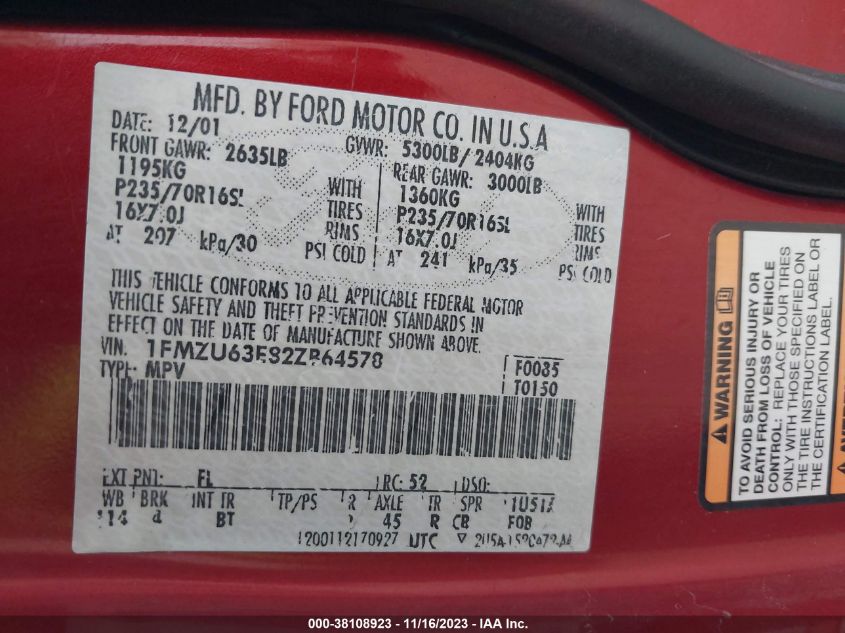 MFD. BY FORD MOTOR CO. IN U.S.A
DATE: 12/01 GVWR: 5300LB/ 2404KG
FRONT GAWR: 2635LB REAR GAWR: 3000LB
1195KG 1360KG
P235/70R16SL WITH TIRES P235/70R16SL WITH TIRES
16X7.0J RIMS 16X7.0J RIMS
AT 207 kPa/30 PSI COLD AT 241 kPa/35 PSI COLD
THIS VEHICLE CONFORMS TO ALL APPLICABLE FEDERAL MOTOR
VEHICLE SAFETY AND THEFT PREVENTION STANDARDS IN
EFFECT ON THE DATE OF MANUFACTURE SHOWN ABOVE.
VIN:
TYPE: MPV
F0085
T0150
EXT PNT: FL RC: 52 DSO:
WB BRK INT TR TP/PS R AXLE TR SPR
BT 45 R CB FOB
1200112170927 UTC
WARNING
TO AVOID SERIOUS INJURY OR
DEATH FROM LOSS OF VEHICLE
CONTROL: REPLACE YOUR TIRES
ONLY WITH THOSE SPECIFIED ON
THE TIRE INSTRUCTIONS LABEL OR
THE CERTIFICATION LABEL.
000-38108923 - 11/16/2023 - Copyright © IAA, Inc.